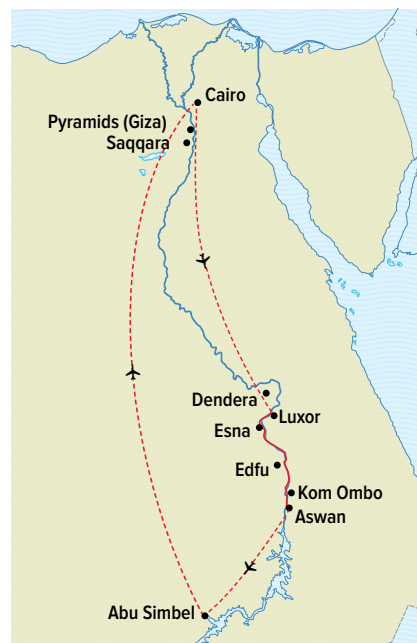 Cairo
Pyramids (Giza)
Saqqara
Dendera
Luxor
Esna
Edfu
Kom Ombo
Aswan
Abu Simbel